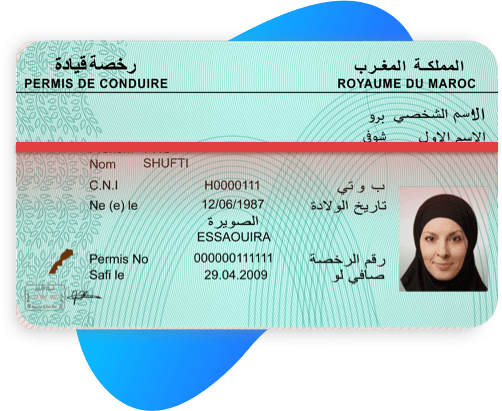 رخصة قيادة
المملكة المغرب
PERMIS DE CONDUIRE
ROYAUME DU MAROC
الإسم الشخصي برو
الإسم الاول شوفي
Nom SHUFTI
C.N.I H0000111 ب و تي
Ne (e) le 12/06/1987 تاريخ الولادة
الصويرة
ESSAOUIRA
Permis No 000000111111 رقم الرخصة
Safi le 29.04.2009 صافي لو